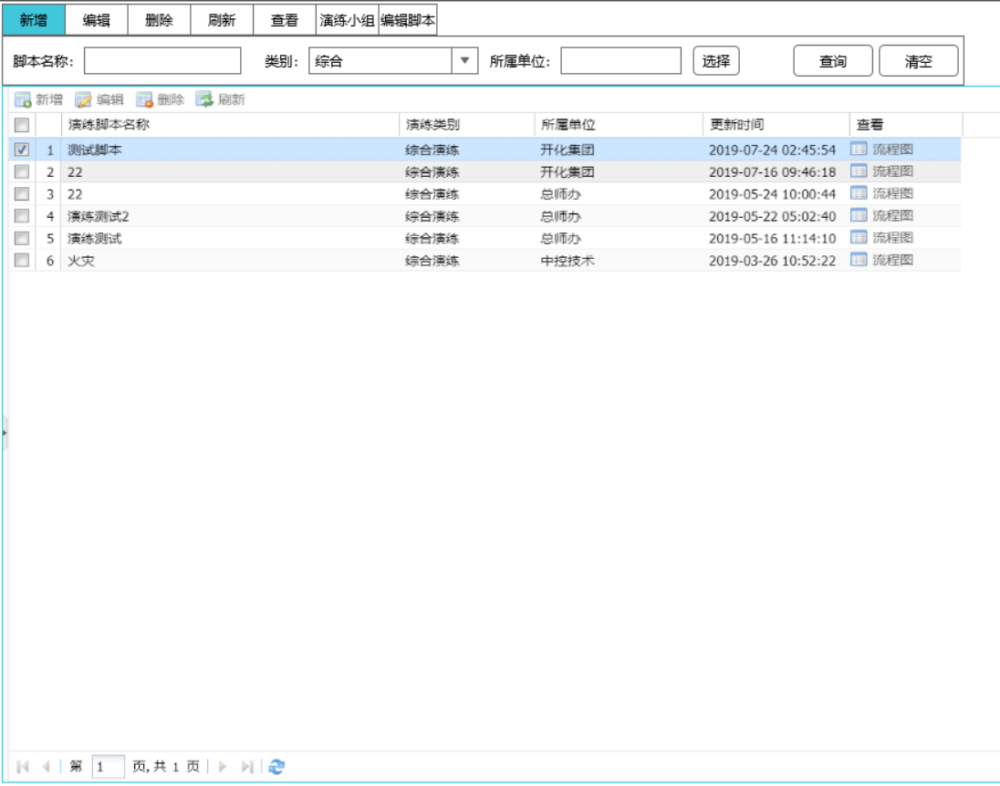 新增 编辑 删除 刷新 查看 演练小组 编辑脚本
脚本名称: 类别: 综合 所属单位: 选择 查询 清空
新增 编辑 删除 刷新
演练脚本名称 演练类别 所属单位 更新时间 查看
1 测试脚本 综合演练 开化集团 2019-07-24 02:45:54 流程图
2 22 综合演练 开化集团 2019-07-16 09:46:18 流程图
3 22 综合演练 总师办 2019-05-24 10:00:44 流程图
4 演练测试2 综合演练 总师办 2019-05-22 05:02:40 流程图
5 演练测试 综合演练 总师办 2019-05-16 11:14:10 流程图
6 火灾 综合演练 中控技术 2019-03-26 10:52:22 流程图
第 1 页,共 1 页